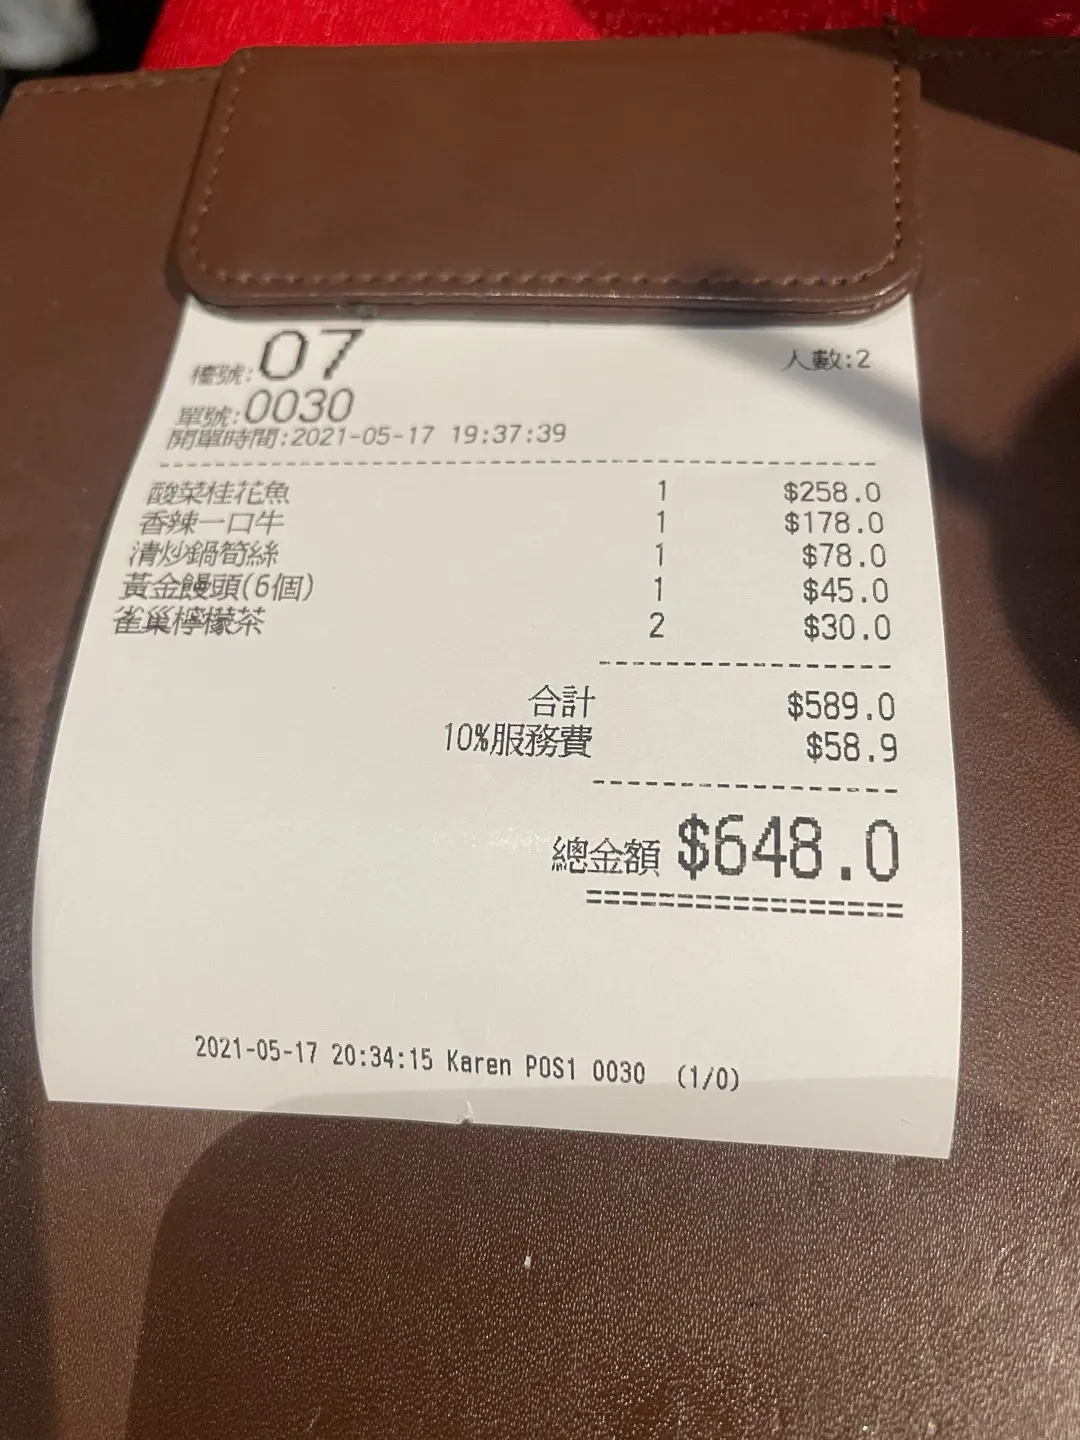 檯號:07 人數:2
單號:0030
開單時間:2021-05-17 19:37:39
酸菜桂花魚 1 $258.0
香辣一口牛 1 $178.0
清炒鍋筍絲 1 $78.0
黃金饅頭(6個) 1 $45.0
雀巢檸檬茶 2 $30.0
合計 $589.0
10%服務費 $58.9
總金額 $648.0
2021-05-17 20:34:15 Karen POS1 0030 (1/0)